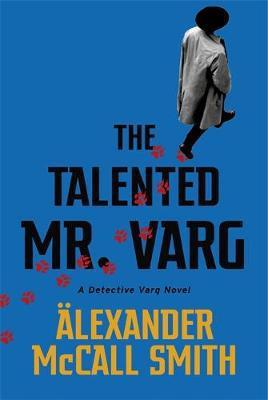 THE
TALENTED
MR. VARG
A Detective Varg Novel
ÄLEXANDER
McCALL SMITH